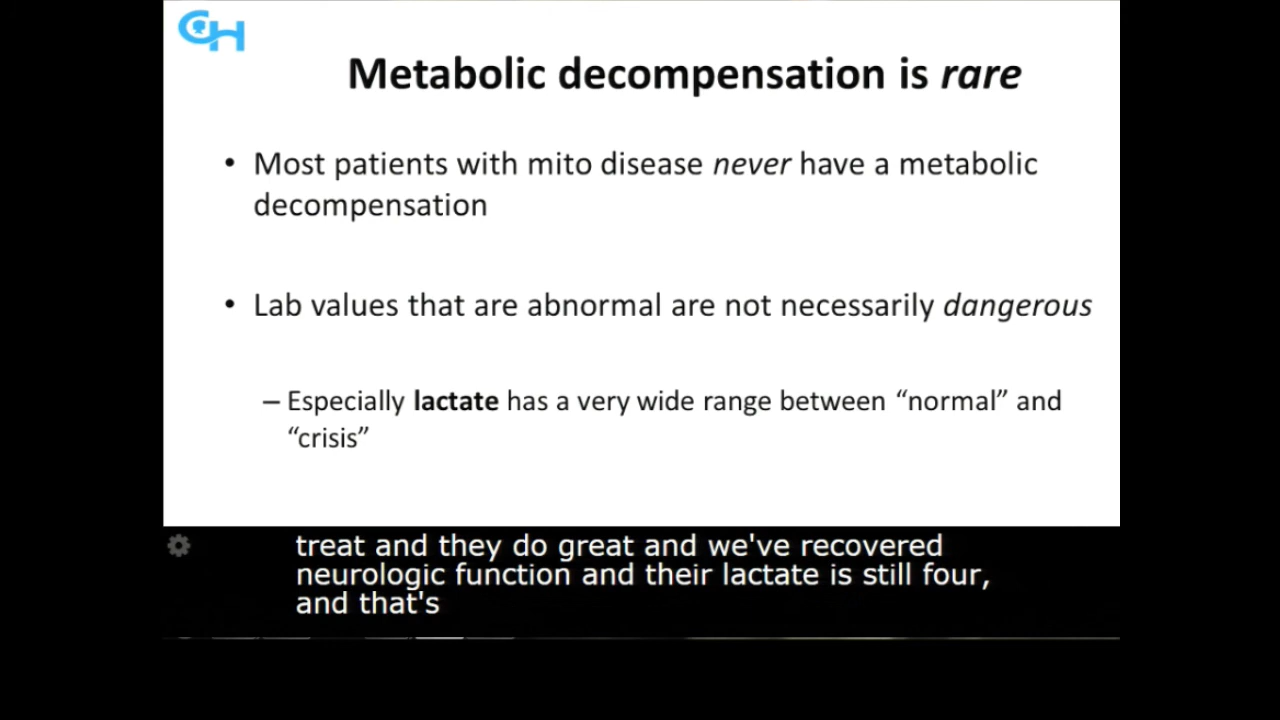 CH
Metabolic decompensation is rare
• Most patients with mito disease never have a metabolic
decompensation
• Lab values that are abnormal are not necessarily dangerous
– Especially lactate has a very wide range between “normal” and
“crisis”
treat and they do great and we've recovered
neurologic function and their lactate is still four,
and that's